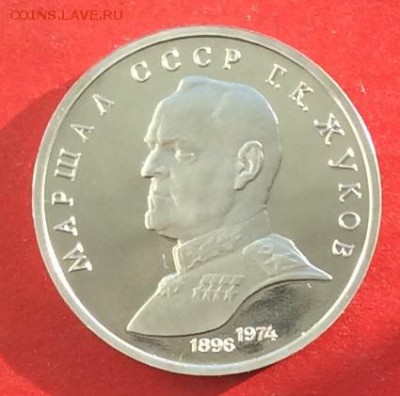 COINS.LAVE.RU
МАРШАЛ СССР Г.К.ЖУКОВ
1896 1974